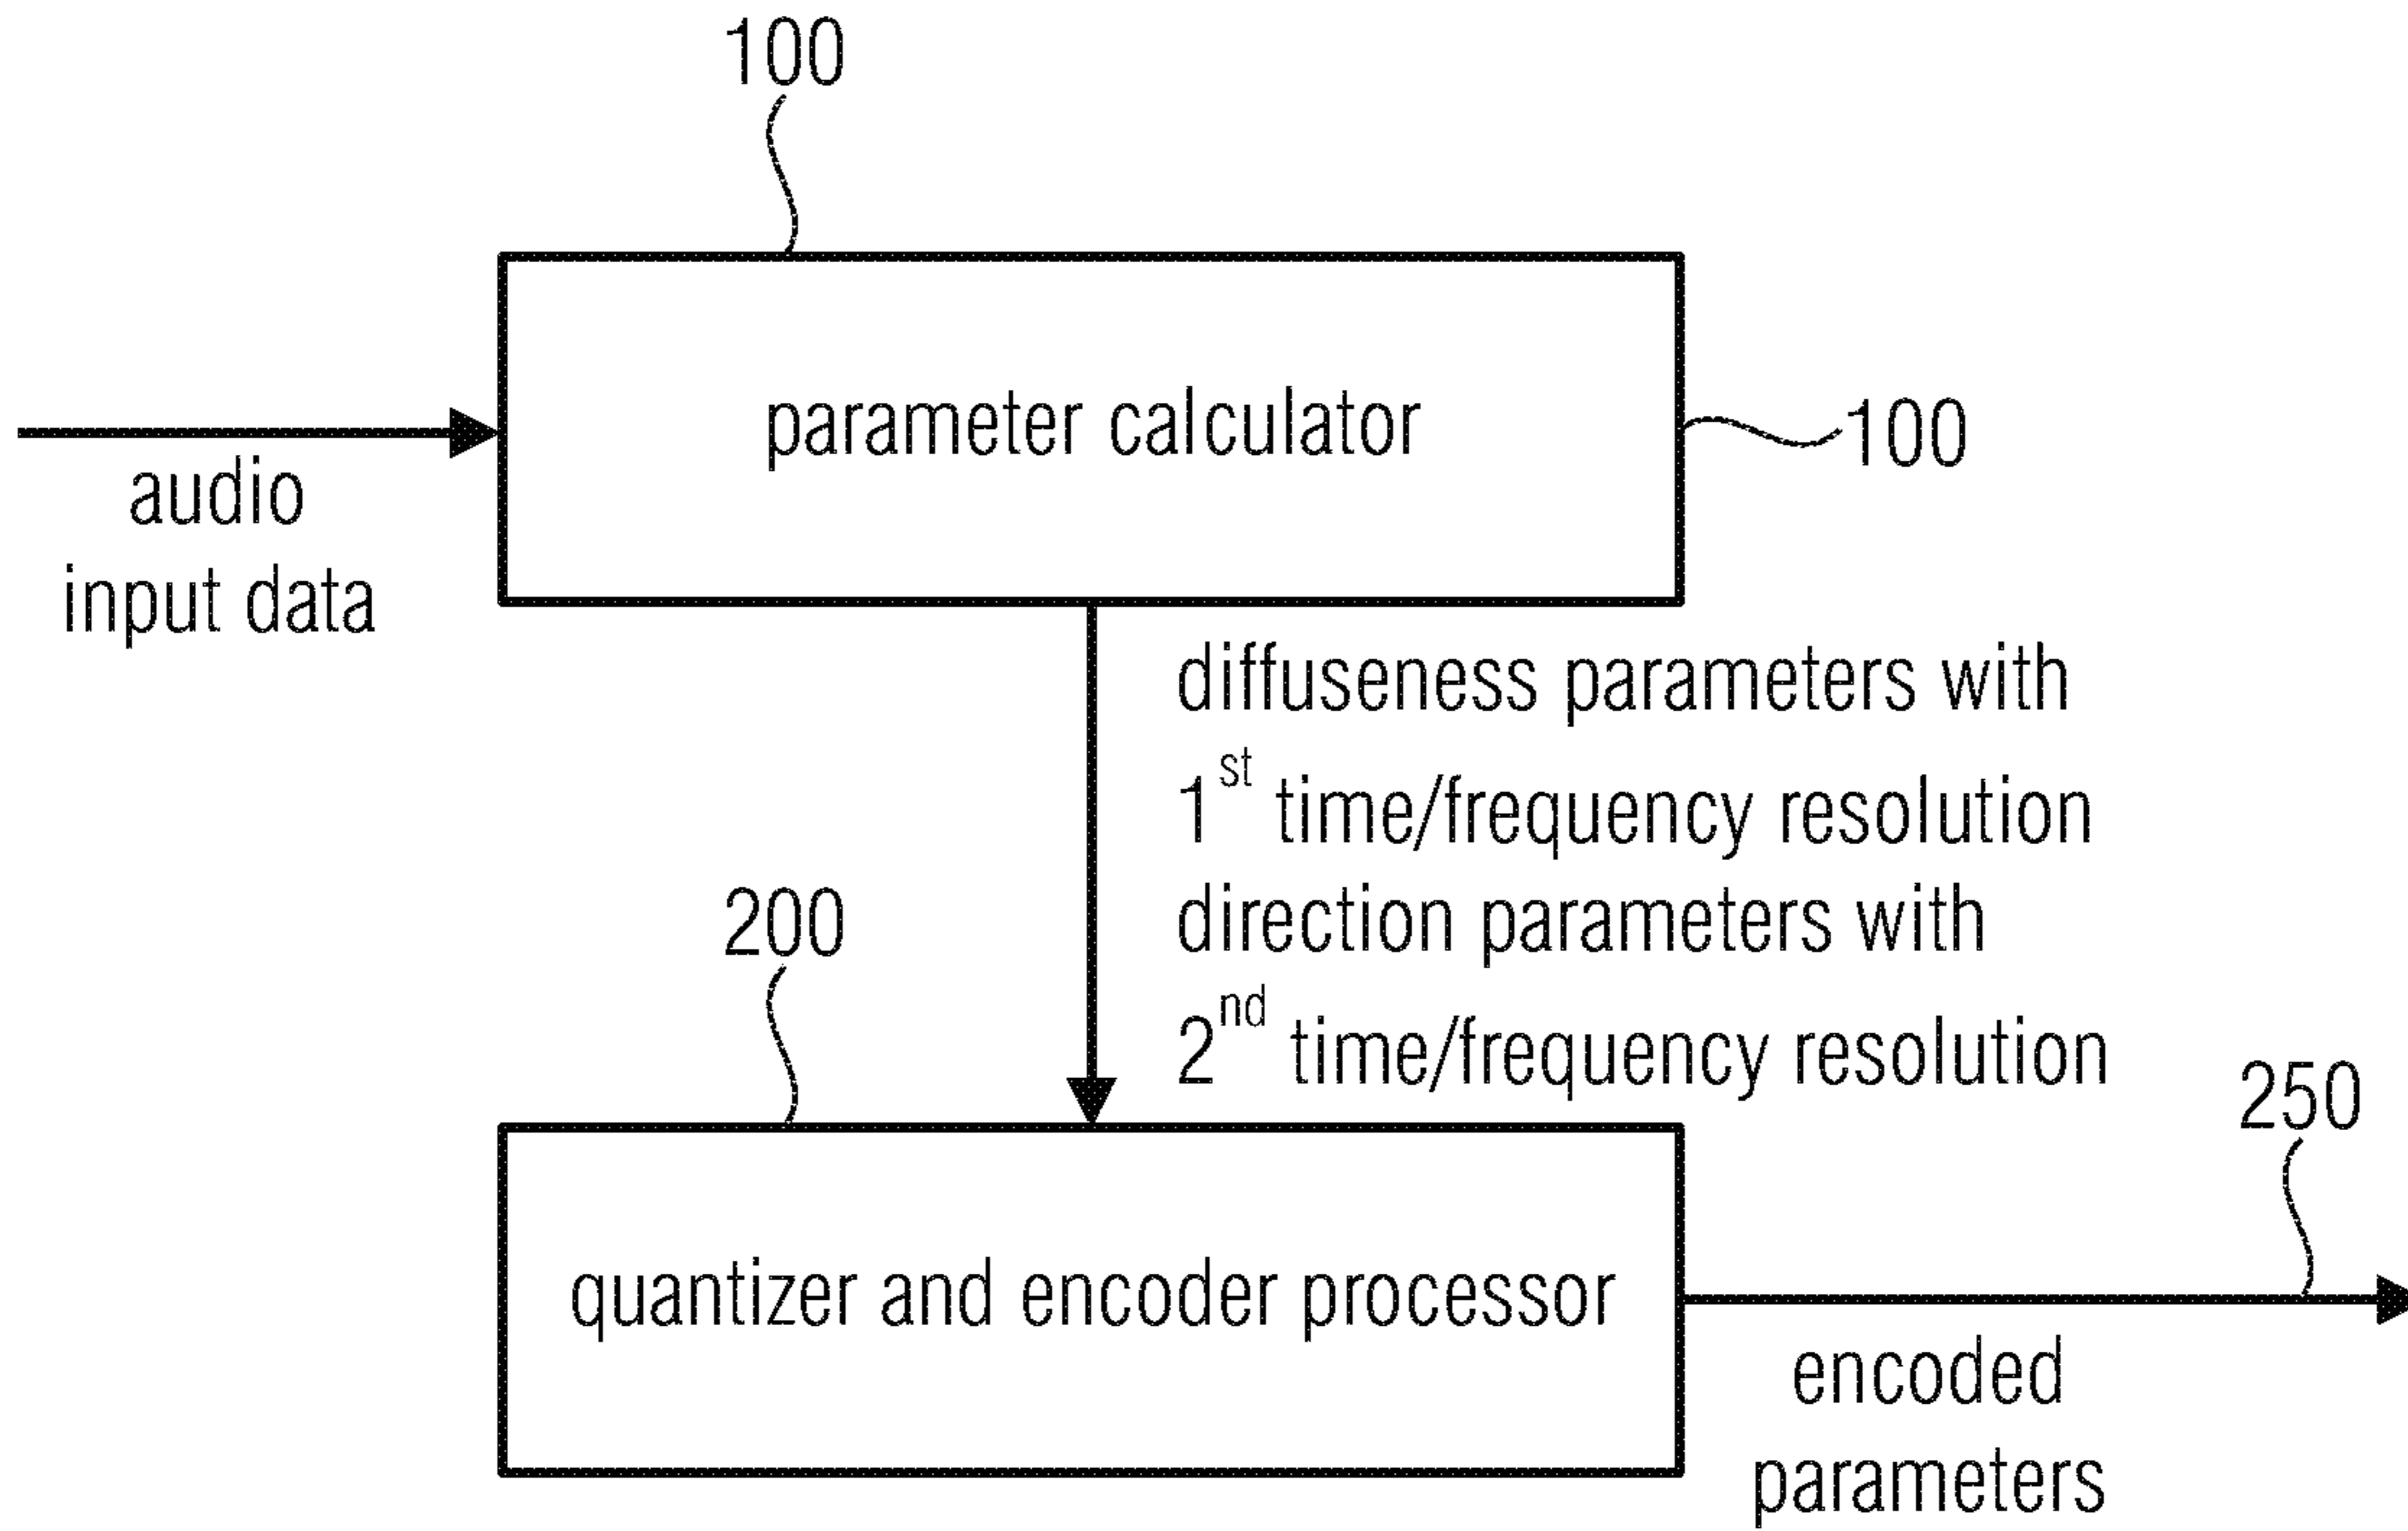 100
parameter calculator
100
audio
input data
diffuseness parameters with
1st time/frequency resolution
direction parameters with
2nd time/frequency resolution
200
250
quantizer and encoder processor
encoded
parameters